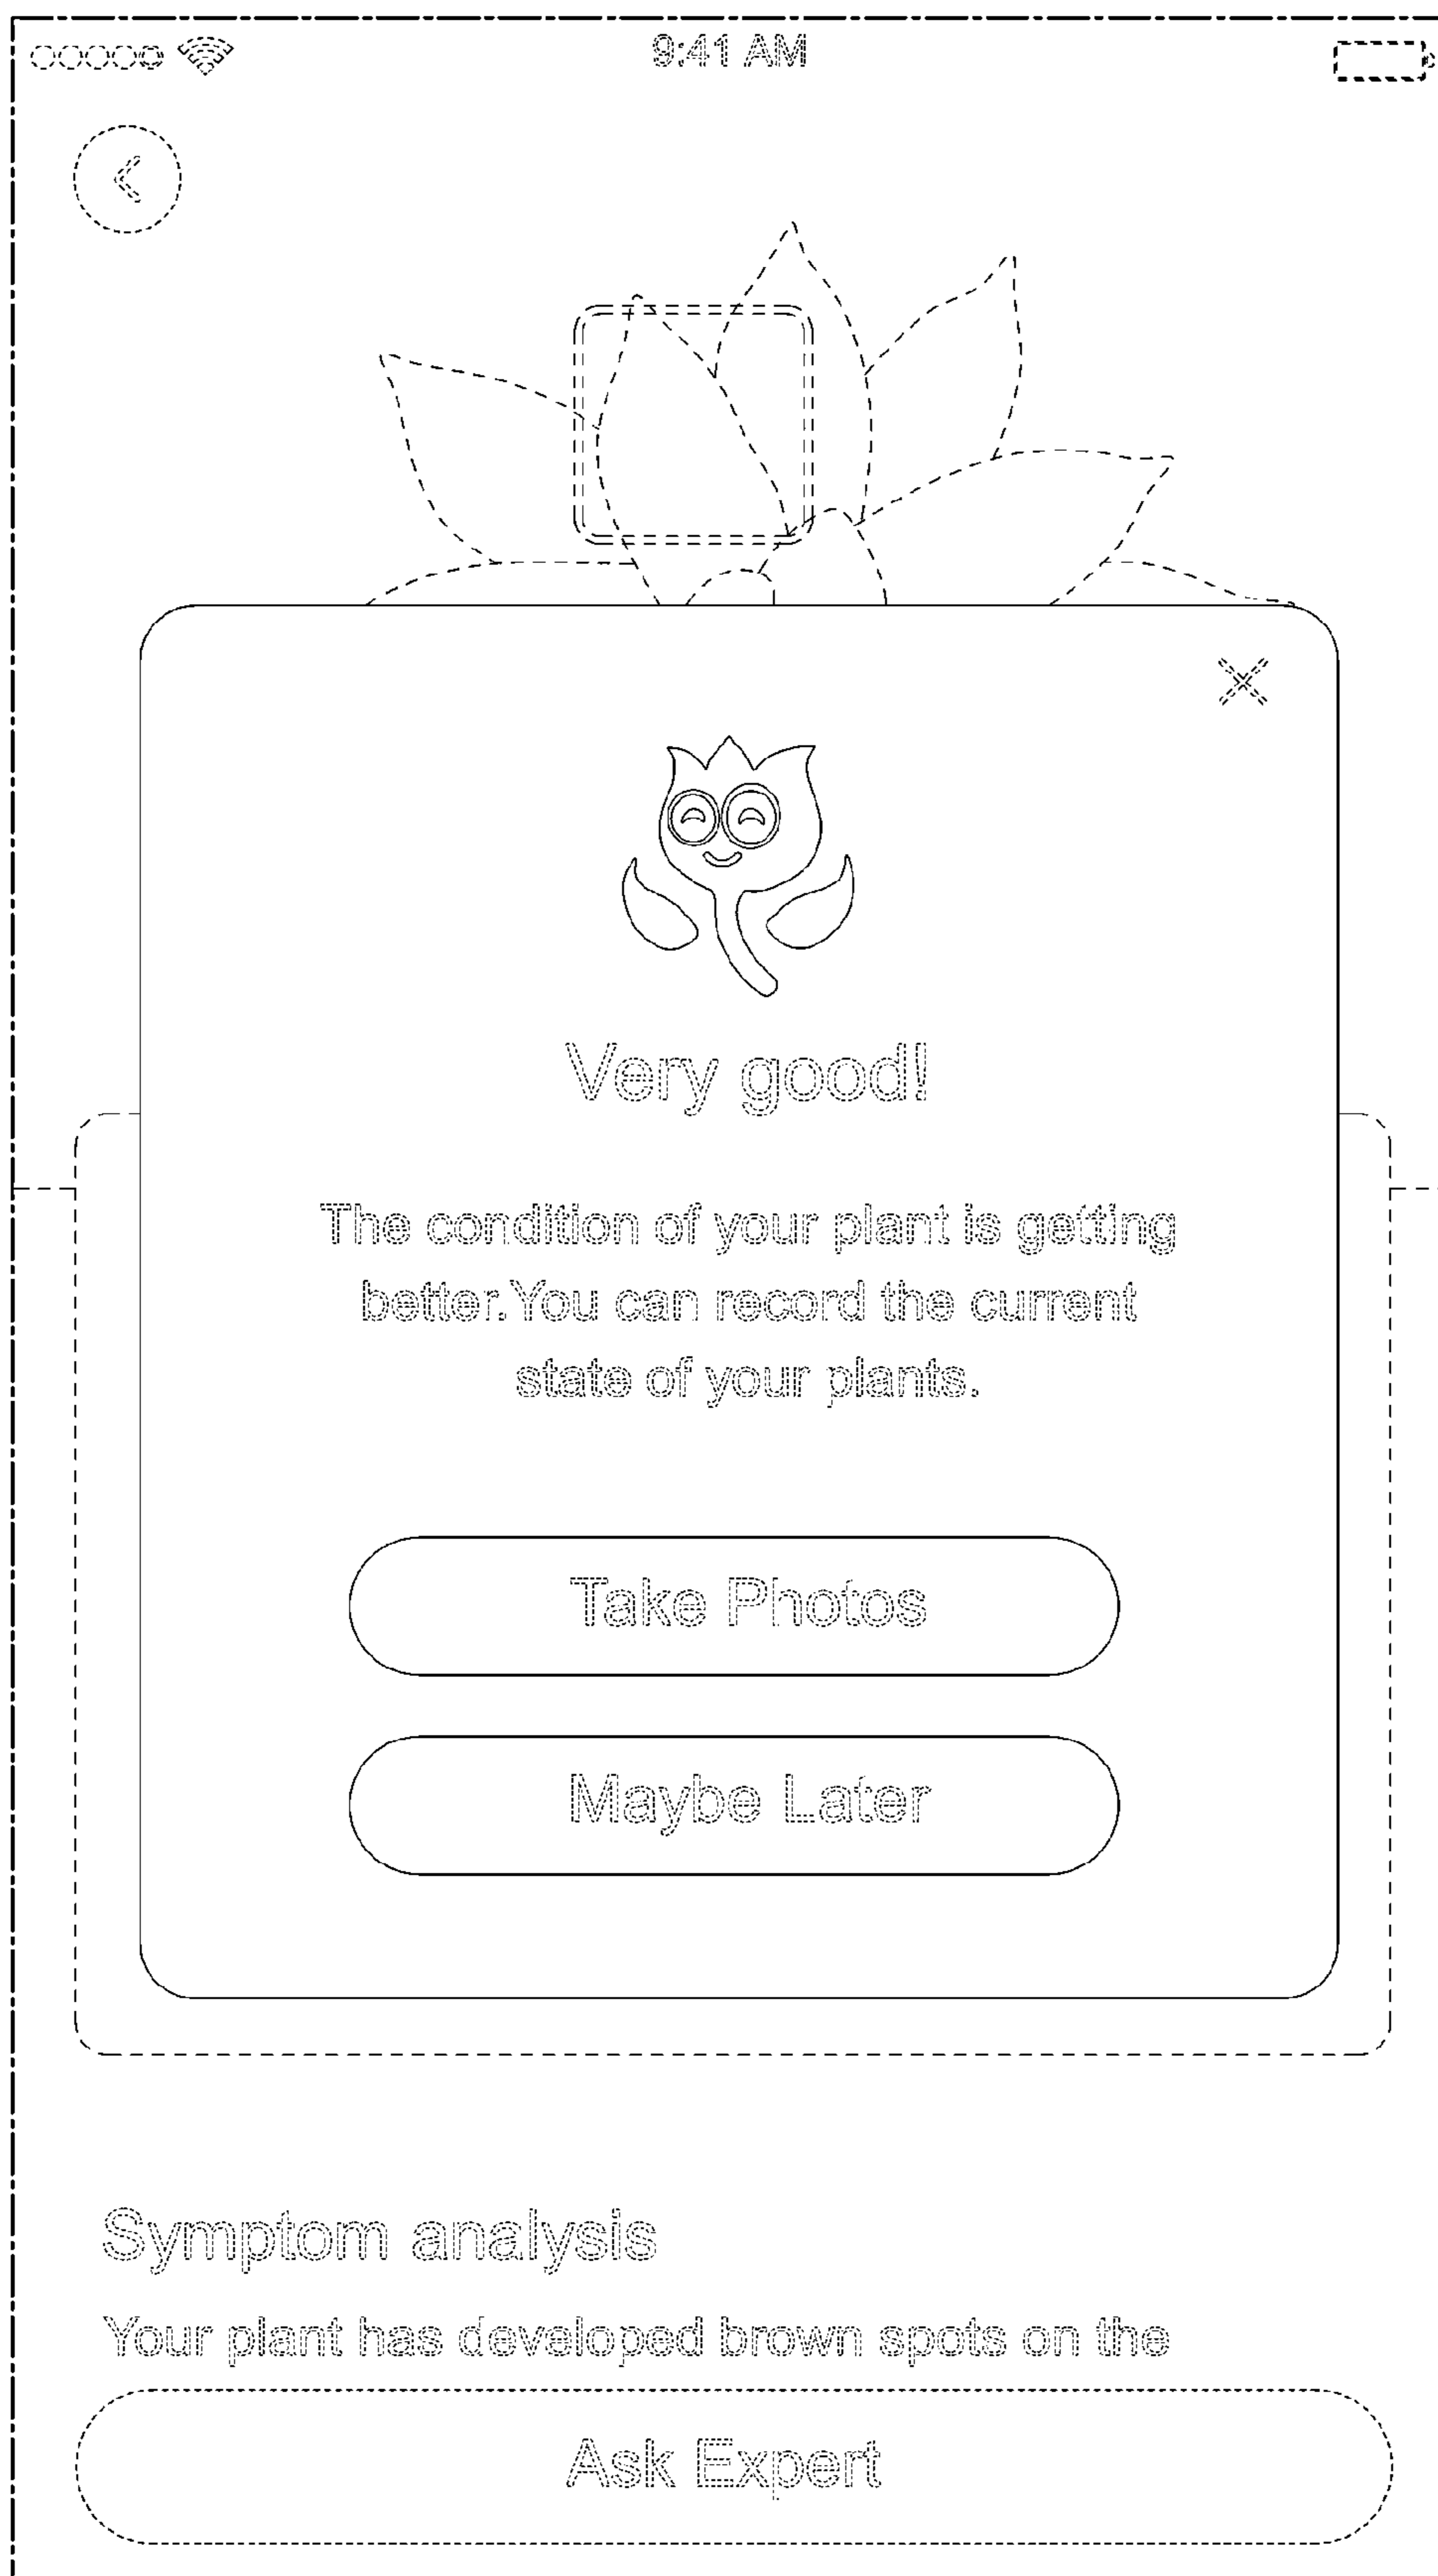 9:41 AM
Very good!
The condition of your plant is getting
better.You can record the current
state of your plants.
Take Photos
Maybe Later
Symptom analysis
Your plant has developed brown spots on the
Ask Expert